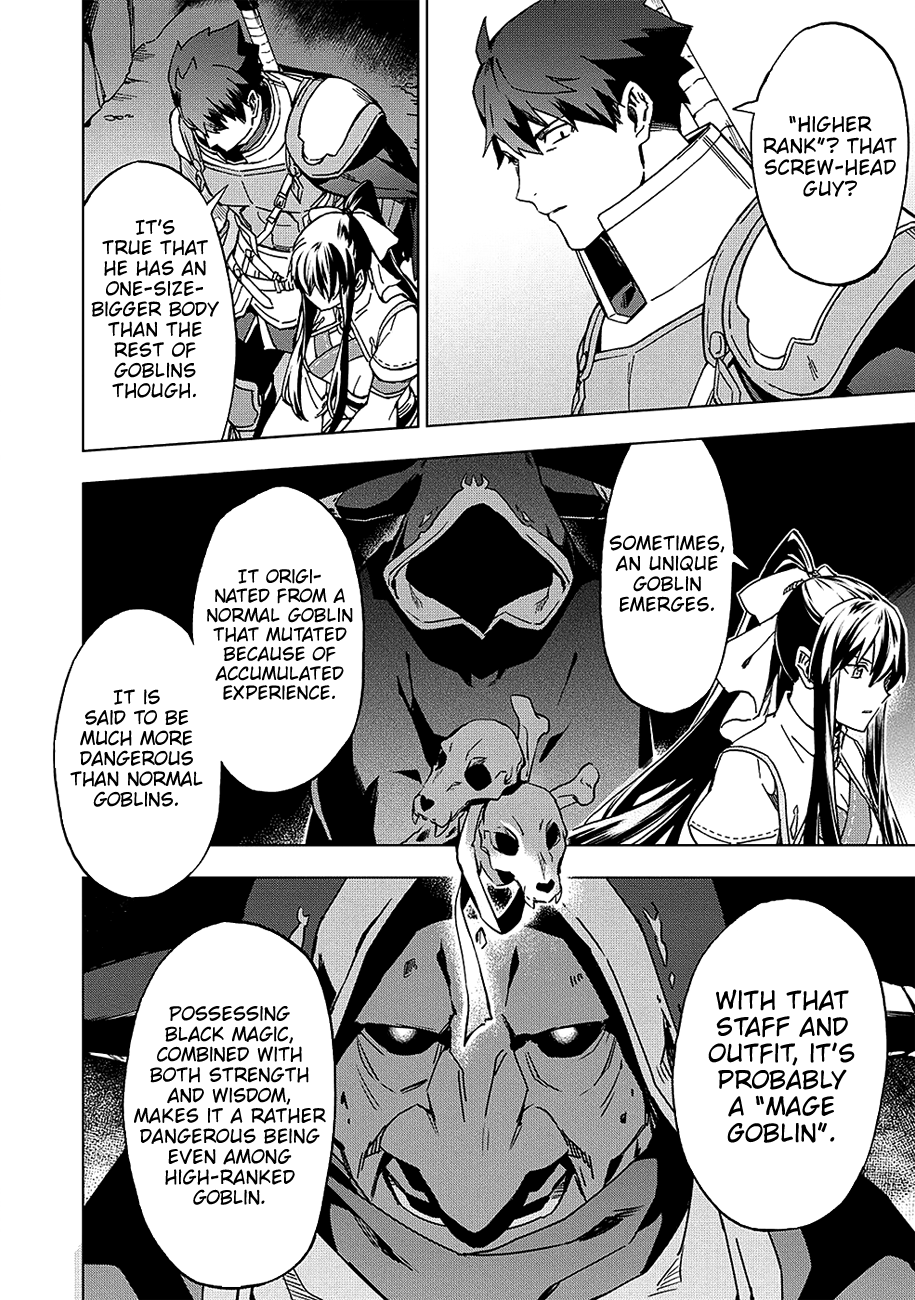 "HIGHER
RANK"? THAT
SCREW-HEAD
GUY?
IT'S
TRUE THAT
HE HAS AN
ONE-SIZE-
BIGGER BODY
THAN THE
REST OF
GOBLINS
THOUGH.
SOMETIMES,
AN UNIQUE
GOBLIN
EMERGES.
IT ORIGI-
NATED FROM A
NORMAL GOBLIN
THAT MUTATED
BECAUSE OF
ACCUMULATED
EXPERIENCE.
IT IS
SAID TO BE
MUCH MORE
DANGEROUS
THAN NORMAL
GOBLINS.
WITH THAT
STAFF AND
OUTFIT, IT'S
PROBABLY
A "MAGE
GOBLIN".
POSSESSING
BLACK MAGIC,
COMBINED WITH
BOTH STRENGTH
AND WISDOM,
MAKES IT A RATHER
DANGEROUS BEING
EVEN AMONG
HIGH-RANKED
GOBLIN.